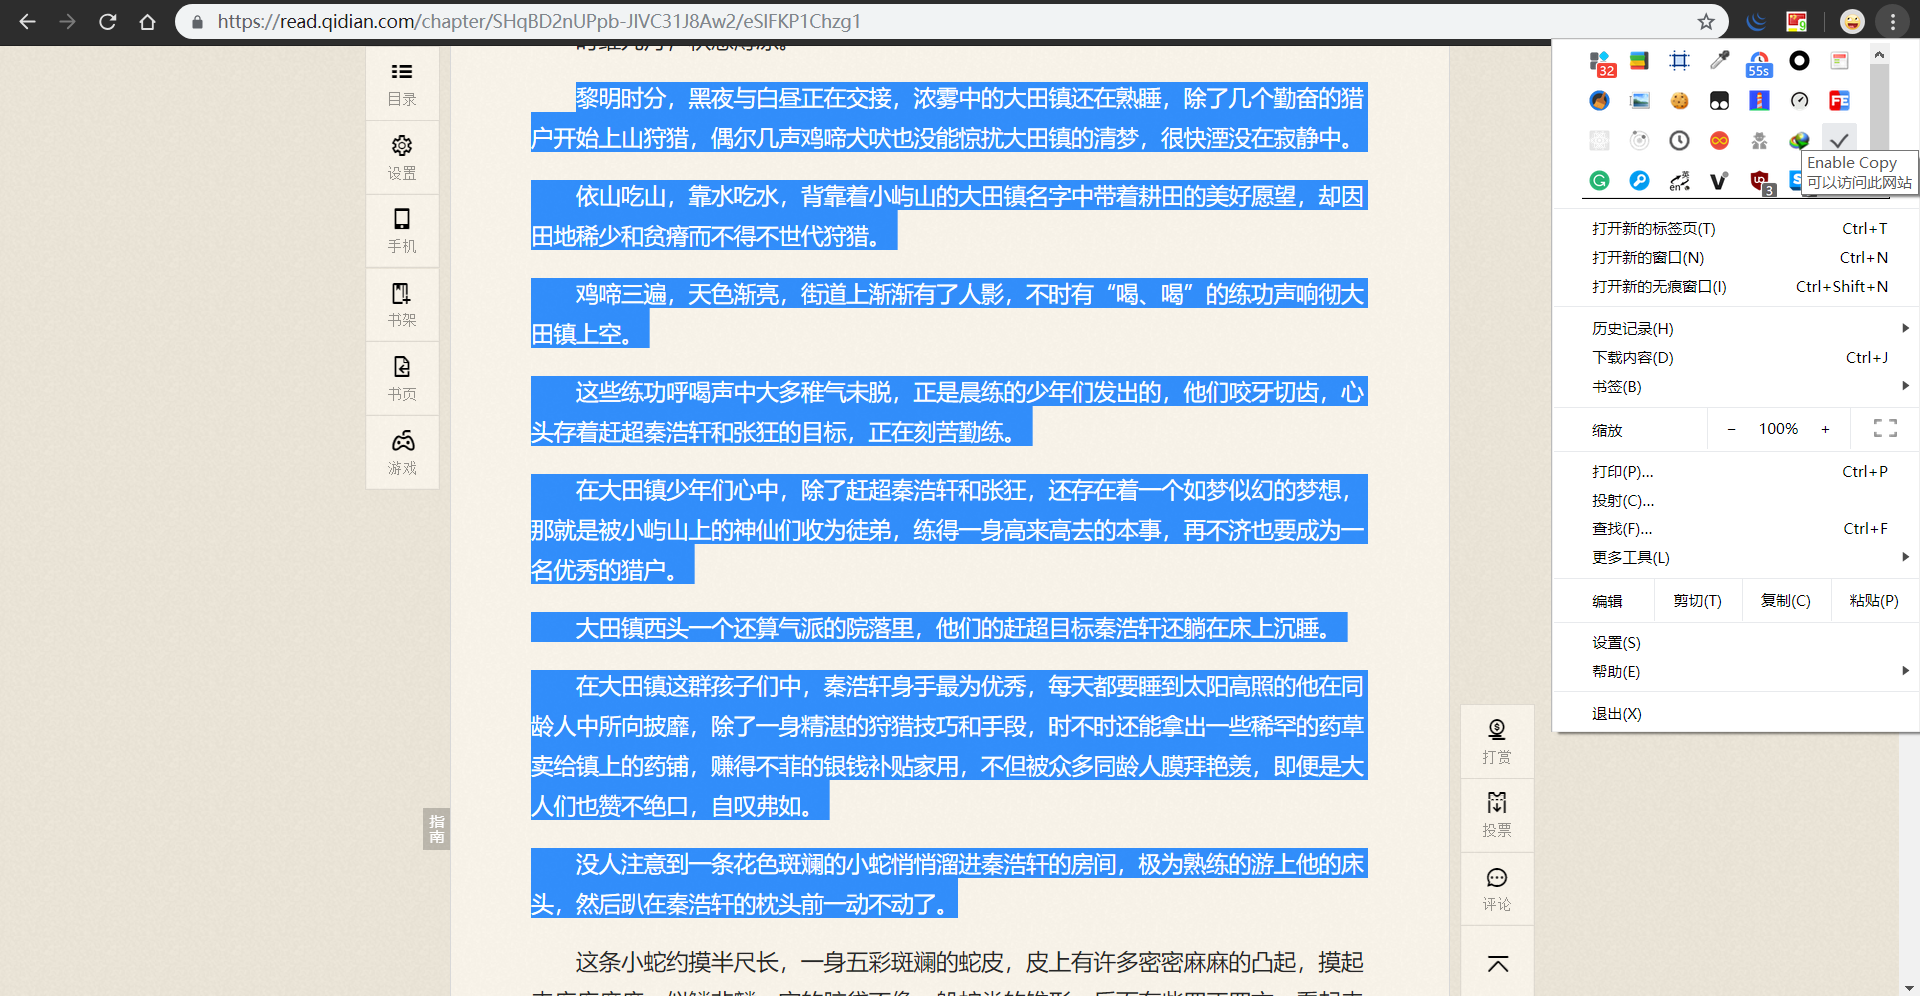 https://read.qidian.com/chapter/SHqBD2nUPpb-JlVC31J8Aw2/eSlFKP1Chzg1
目录
设置
手机
书架
书页
游戏
指南
黎明时分，黑夜与白昼正在交接，浓雾中的大田镇还在熟睡，除了几个勤奋的猎
户开始上山狩猎，偶尔几声鸡啼犬吠也没能惊扰大田镇的清梦，很快湮没在寂静中。
依山吃山，靠水吃水，背靠着小屿山的大田镇名字中带着耕田的美好愿望，却因
田地稀少和贫瘠而不得不世代狩猎。
鸡啼三遍，天色渐亮，街道上渐渐有了人影，不时有“喝、喝”的练功声响彻大
田镇上空。
这些练功呼喝声中大多稚气未脱，正是晨练的少年们发出的，他们咬牙切齿，心
头存着赶超秦浩轩和张狂的目标，正在刻苦勤练。
在大田镇少年们心中，除了赶超秦浩轩和张狂，还存在着一个如梦似幻的梦想，
那就是被小屿山上的神仙们收为徒弟，练得一身高来高去的本事，再不济也要成为一
名优秀的猎户。
大田镇西头一个还算气派的院落里，他们的赶超目标秦浩轩还躺在床上沉睡。
在大田镇这群孩子们中，秦浩轩身手最为优秀，每天都要睡到太阳高照的他在同
龄人中所向披靡，除了一身精湛的狩猎技巧和手段，时不时还能拿出一些稀罕的药草
卖给镇上的药铺，赚得不菲的银钱补贴家用，不但被众多同龄人膜拜艳羡，即便是大
人们也赞不绝口，自叹弗如。
没人注意到一条花色斑斓的小蛇悄悄溜进秦浩轩的房间，极为熟练的游上他的床
头，然后趴在秦浩轩的枕头前一动不动了。
这条小蛇约摸半尺长，一身五彩斑斓的蛇皮，皮上有许多密密麻麻的凸起，摸起
打赏
投票
评论
32
55s
FE
en英
3
Enable Copy
可以访问此网站
打开新的标签页(T) Ctrl+T
打开新的窗口(N) Ctrl+N
打开新的无痕窗口(I) Ctrl+Shift+N
历史记录(H)
下载内容(D) Ctrl+J
书签(B)
缩放 − 100% +
打印(P)... Ctrl+P
投射(C)...
查找(F)... Ctrl+F
更多工具(L)
编辑 剪切(T) 复制(C) 粘贴(P)
设置(S)
帮助(E)
退出(X)